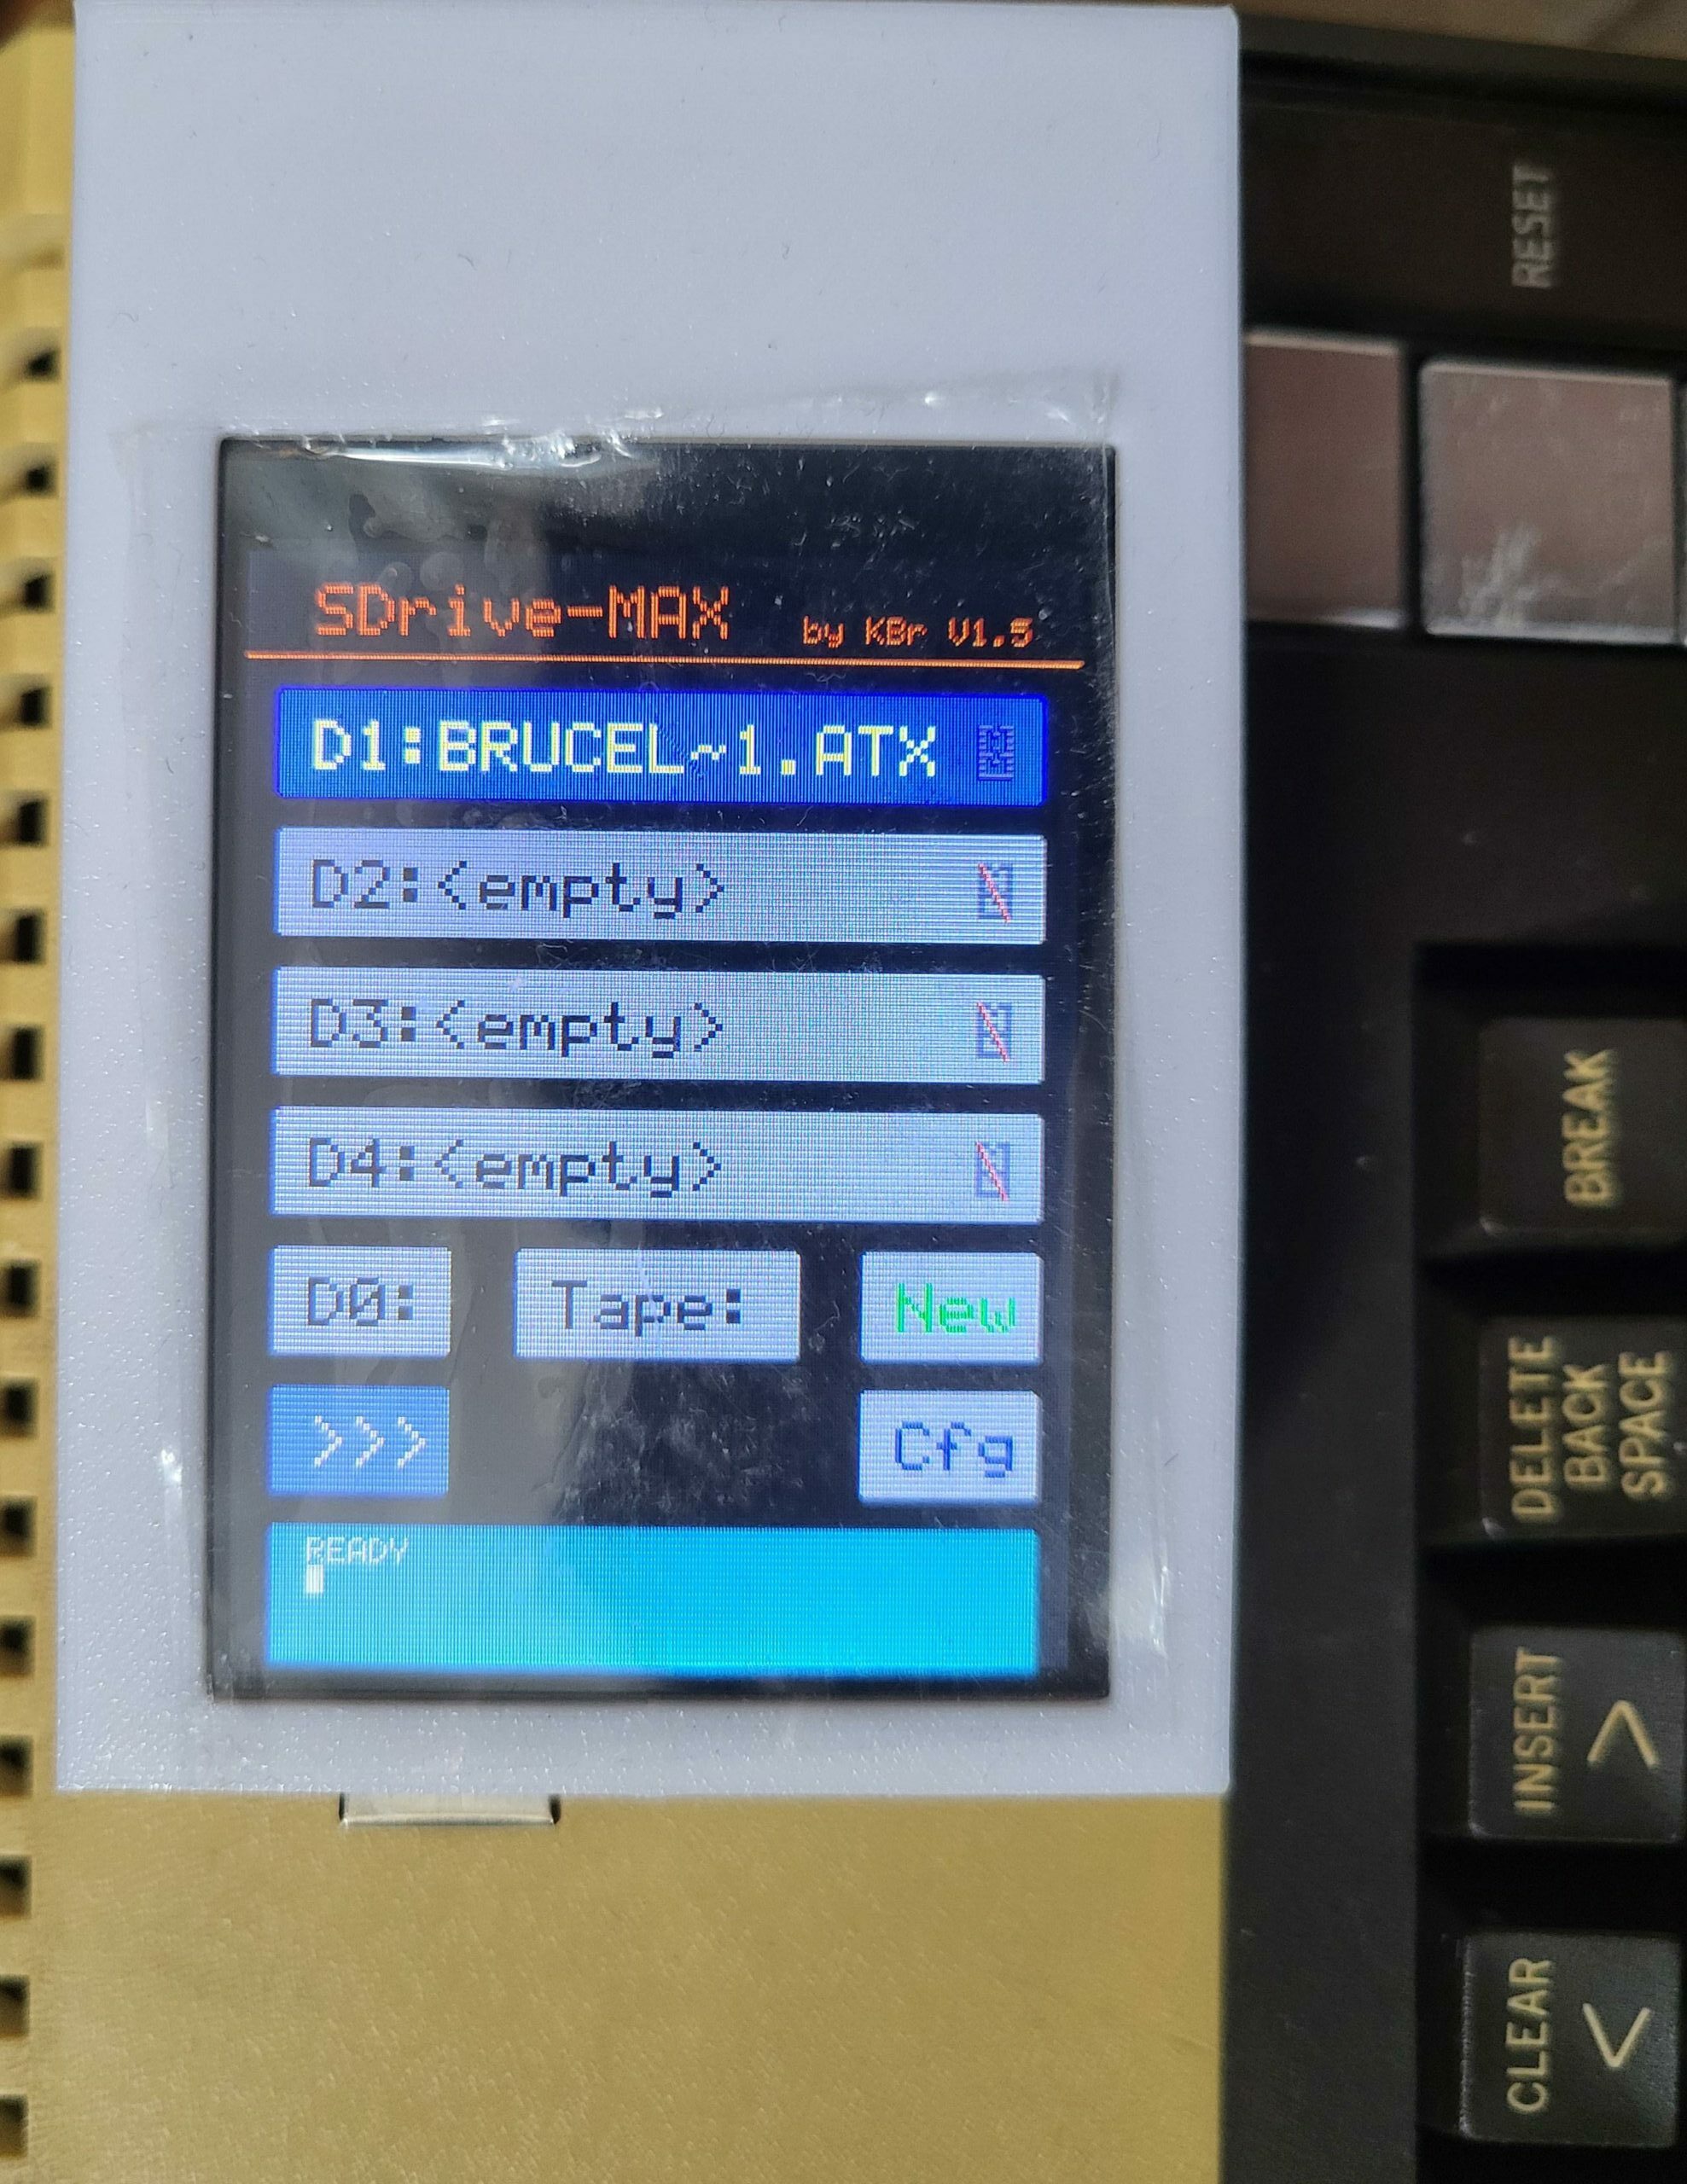 SDrive-MAX by KBr V1.5
D1:BRUCEL~1.ATX
D2:<empty>
D3:<empty>
D4:<empty>
D0: Tape: New
>>> Cfg
READY
RESET
BREAK
DELETE
BACK
SPACE
INSERT
>
CLEAR
<